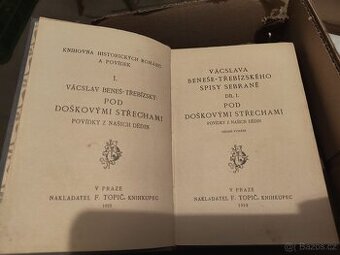 KNIHOVNA HISTORICKÝCH ROMÁNŮ
A POVÍDEK
I.
VÁCSLAV BENEŠ-TŘEBÍZSKÝ:
POD
DOŠKOVÝMI STŘECHAMI
POVÍDKY Z NAŠICH DĚDIN
V PRAZE
NAKLADATEL F. TOPIČ, KNIHKUPEC
VÁCSLAVA
BENEŠE-TŘEBÍZSKÉHO
SPISY SEBRANÉ
DÍL I.
POD
DOŠKOVÝMI STŘECHAMI
POVÍDKY Z NAŠICH DĚDIN
V PRAZE
NAKLADATEL F. TOPIČ, KNIHKUPEC